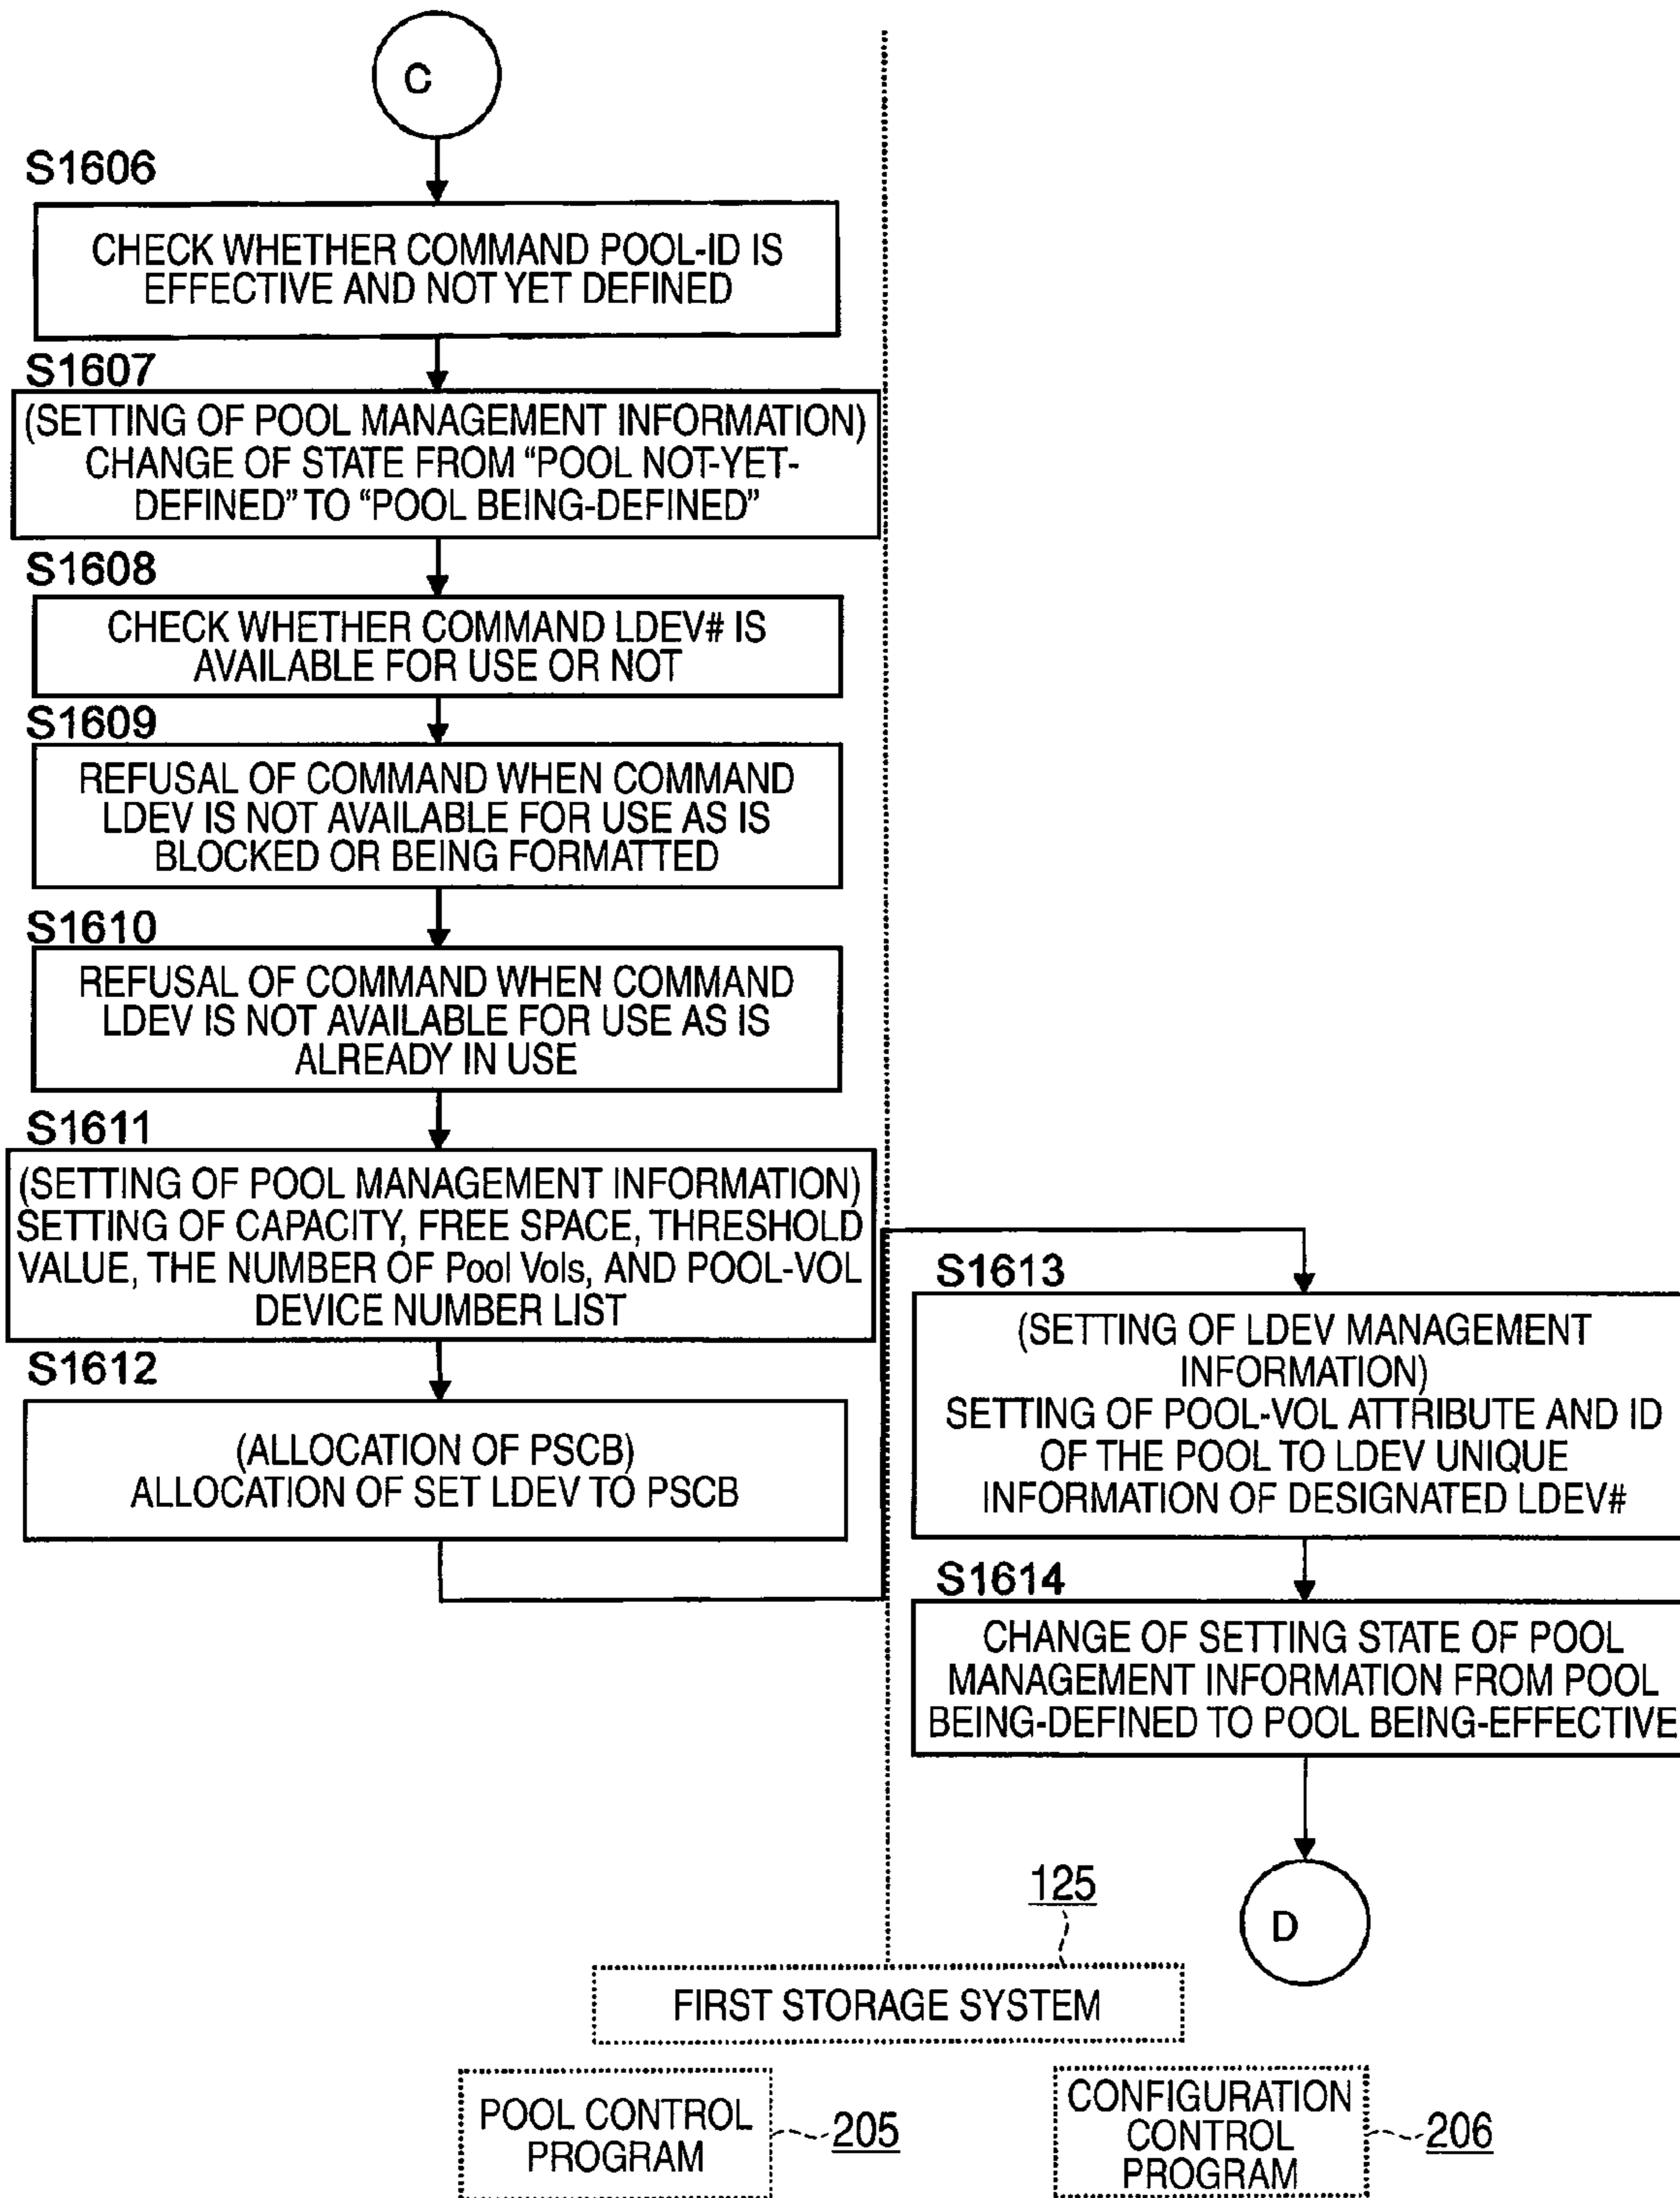 C
S1606
CHECK WHETHER COMMAND POOL-ID IS
EFFECTIVE AND NOT YET DEFINED
S1607
(SETTING OF POOL MANAGEMENT INFORMATION)
CHANGE OF STATE FROM “POOL NOT-YET-
DEFINED” TO “POOL BEING-DEFINED”
S1608
CHECK WHETHER COMMAND LDEV# IS
AVAILABLE FOR USE OR NOT
S1609
REFUSAL OF COMMAND WHEN COMMAND
LDEV IS NOT AVAILABLE FOR USE AS IS
BLOCKED OR BEING FORMATTED
S1610
REFUSAL OF COMMAND WHEN COMMAND
LDEV IS NOT AVAILABLE FOR USE AS IS
ALREADY IN USE
S1611
(SETTING OF POOL MANAGEMENT INFORMATION)
SETTING OF CAPACITY, FREE SPACE, THRESHOLD
VALUE, THE NUMBER OF Pool Vols, AND POOL-VOL
DEVICE NUMBER LIST
S1612
(ALLOCATION OF PSCB)
ALLOCATION OF SET LDEV TO PSCB
S1613
(SETTING OF LDEV MANAGEMENT
INFORMATION)
SETTING OF POOL-VOL ATTRIBUTE AND ID
OF THE POOL TO LDEV UNIQUE
INFORMATION OF DESIGNATED LDEV#
S1614
CHANGE OF SETTING STATE OF POOL
MANAGEMENT INFORMATION FROM POOL
BEING-DEFINED TO POOL BEING-EFFECTIVE
D
125
FIRST STORAGE SYSTEM
POOL CONTROL
PROGRAM
205
CONFIGURATION
CONTROL
PROGRAM
206